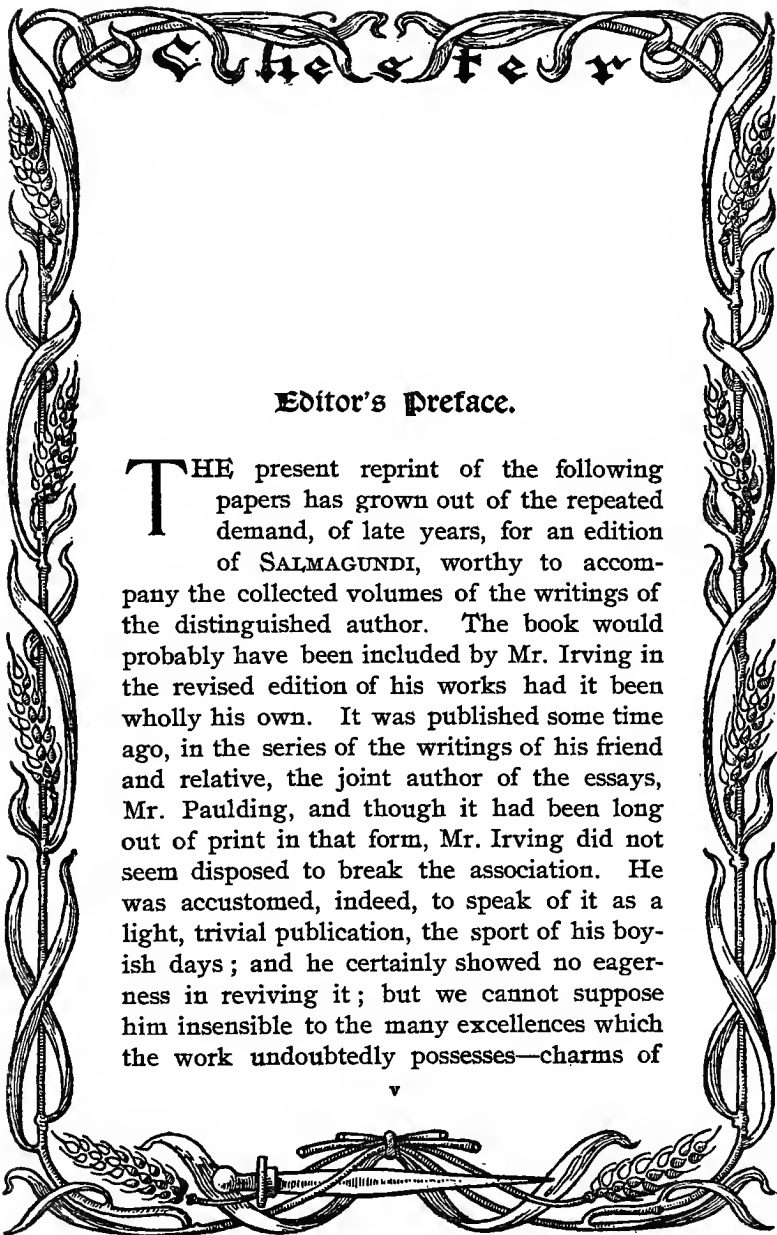 Chester
Editor's Preface.
THE present reprint of the following
papers has grown out of the repeated
demand, of late years, for an edition
of SALMAGUNDI, worthy to accom-
pany the collected volumes of the writings of
the distinguished author. The book would
probably have been included by Mr. Irving in
the revised edition of his works had it been
wholly his own. It was published some time
ago, in the series of the writings of his friend
and relative, the joint author of the essays,
Mr. Paulding, and though it had been long
out of print in that form, Mr. Irving did not
seem disposed to break the association. He
was accustomed, indeed, to speak of it as a
light, trivial publication, the sport of his boy-
ish days; and he certainly showed no eager-
ness in reviving it; but we cannot suppose
him insensible to the many excellences which
the work undoubtedly possesses—charms of
v